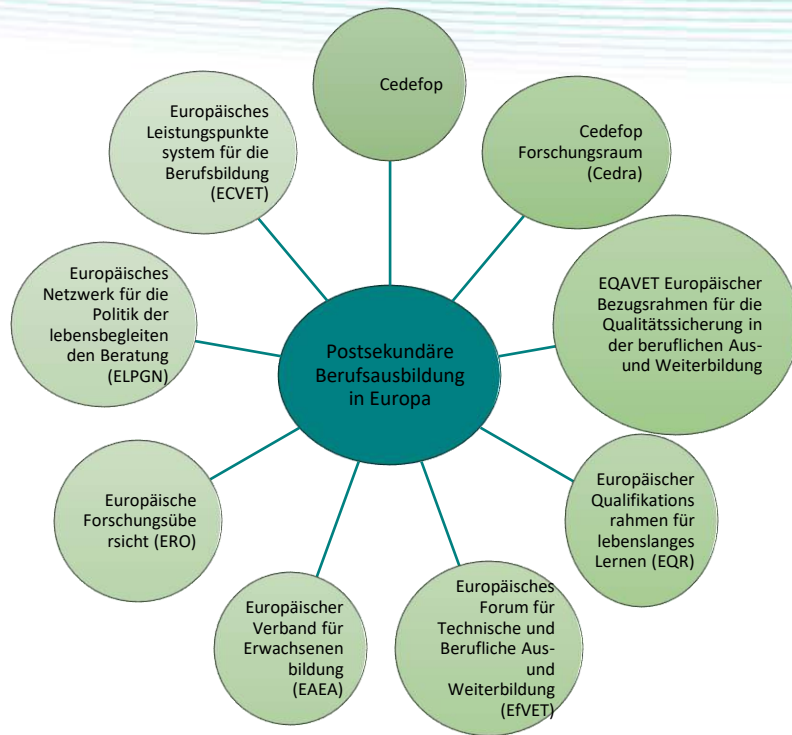 Cedefop
Cedefop
Forschungsraum
(Cedra)
EQAVET Europäischer
Bezugsrahmen für die
Qualitätssicherung in
der beruflichen Aus-
und Weiterbildung
Europäischer
Qualifikations
rahmen für
lebenslanges
Lernen (EQR)
Europäisches
Forum für
Technische und
Berufliche Aus-
und
Weiterbildung
(EfVET)
Europäischer
Verband für
Erwachsenen
bildung
(EAEA)
Europäische
Forschungsübe
rsicht (ERO)
Europäisches
Netzwerk für die
Politik der
lebensbegleiten
den Beratung
(ELPGN)
Europäisches
Leistungspunkte
system für die
Berufsbildung
(ECVET)
Postsekundäre
Berufsausbildung
in Europa